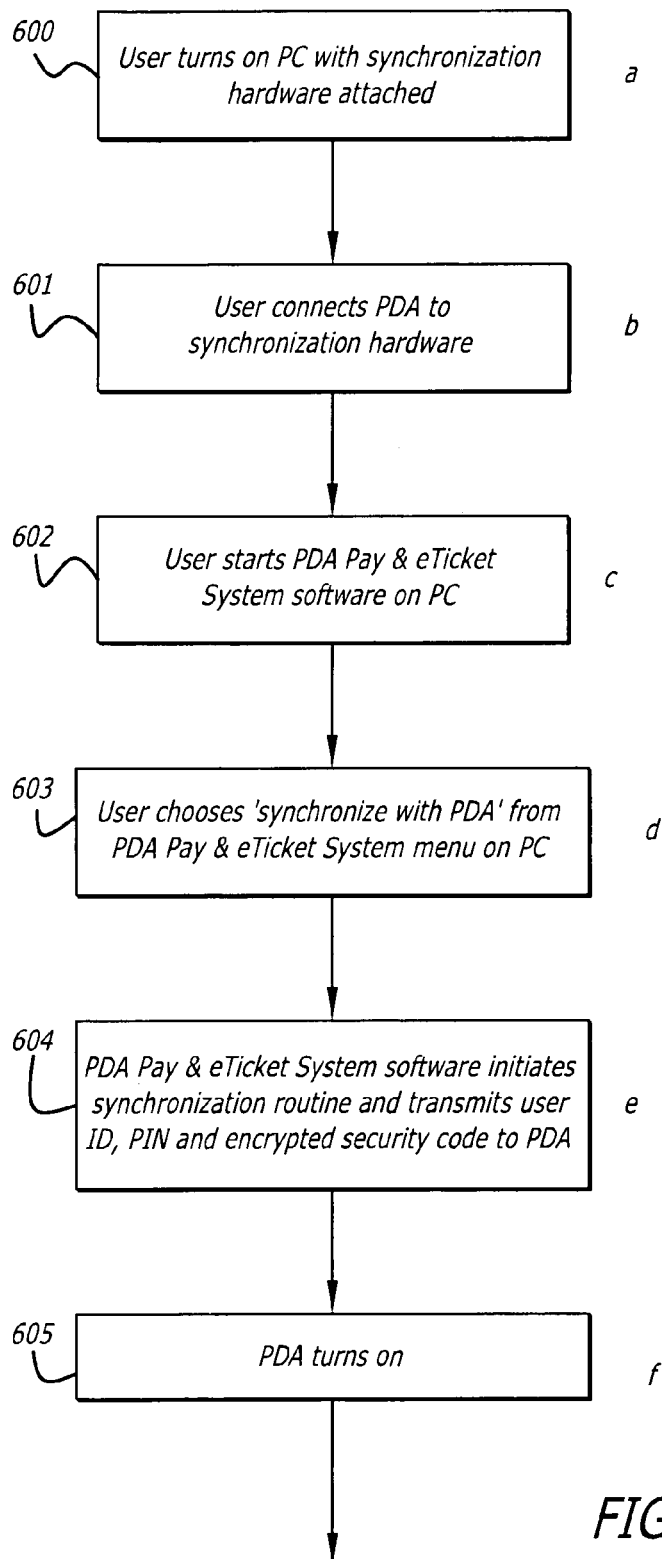 600
User turns on PC with synchronization
hardware attached
a
601
User connects PDA to
synchronization hardware
b
602
User starts PDA Pay & eTicket
System software on PC
c
603
User chooses 'synchronize with PDA' from
PDA Pay & eTicket System menu on PC
d
604
PDA Pay & eTicket System software initiates
synchronization routine and transmits user
ID, PIN and encrypted security code to PDA
e
605
PDA turns on
f
FIG